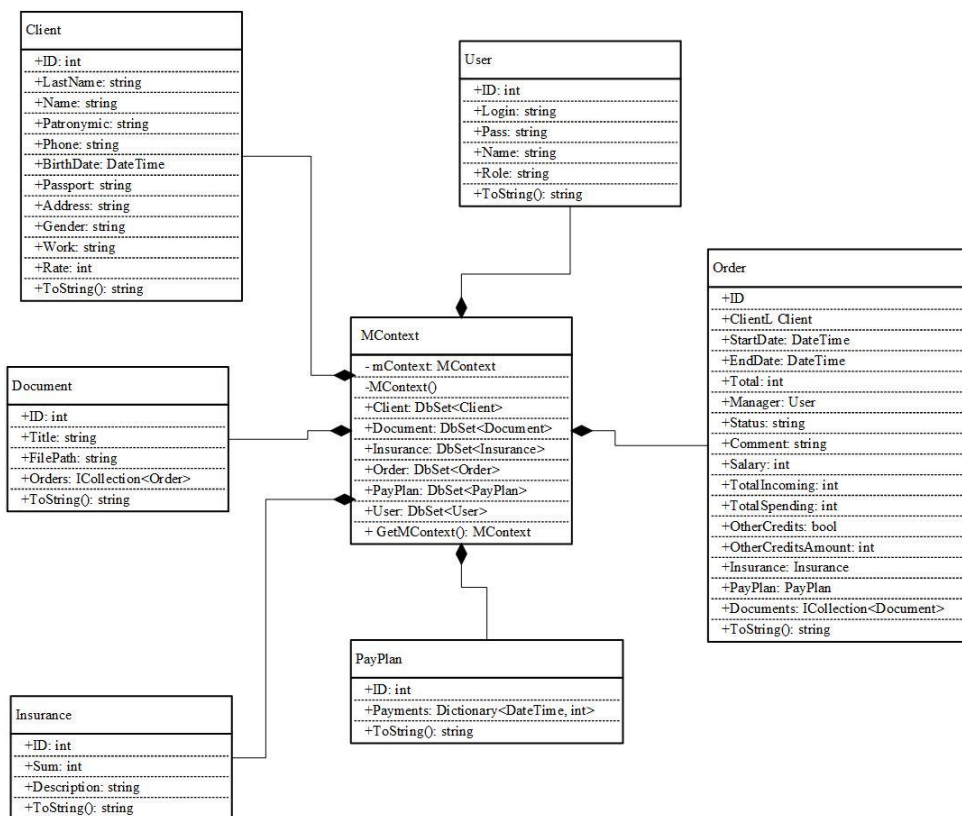 Client
+ID: int
+LastName: string
+Name: string
+Patronymic: string
+Phone: string
+BirthDate: DateTime
+Passport: string
+Address: string
+Gender: string
+Work: string
+Rate: int
+ToString(): string
User
+ID: int
+Login: string
+Pass: string
+Name: string
+Role: string
+ToString(): string
Order
+ID
+ClientL Client
+StartDate: DateTime
+EndDate: DateTime
+Total: int
+Manager: User
+Status: string
+Comment: string
+Salary: int
+TotalIncoming: int
+TotalSpending: int
+OtherCredits: bool
+OtherCreditsAmount: int
+Insurance: Insurance
+PayPlan: PayPlan
+Documents: ICollection<Document>
+ToString(): string
MContext
- mContext: MContext
-MContext()
+Client: DbSet<Client>
+Document: DbSet<Document>
+Insurance: DbSet<Insurance>
+Order: DbSet<Order>
+PayPlan: DbSet<PayPlan>
+User: DbSet<User>
+ GetMContext(): MContext
Document
+ID: int
+Title: string
+FilePath: string
+Orders: ICollection<Order>
+ToString(): string
PayPlan
+ID: int
+Payments: Dictionary<DateTime, int>
+ToString(): string
Insurance
+ID: int
+Sum: int
+Description: string
+ToString(): string